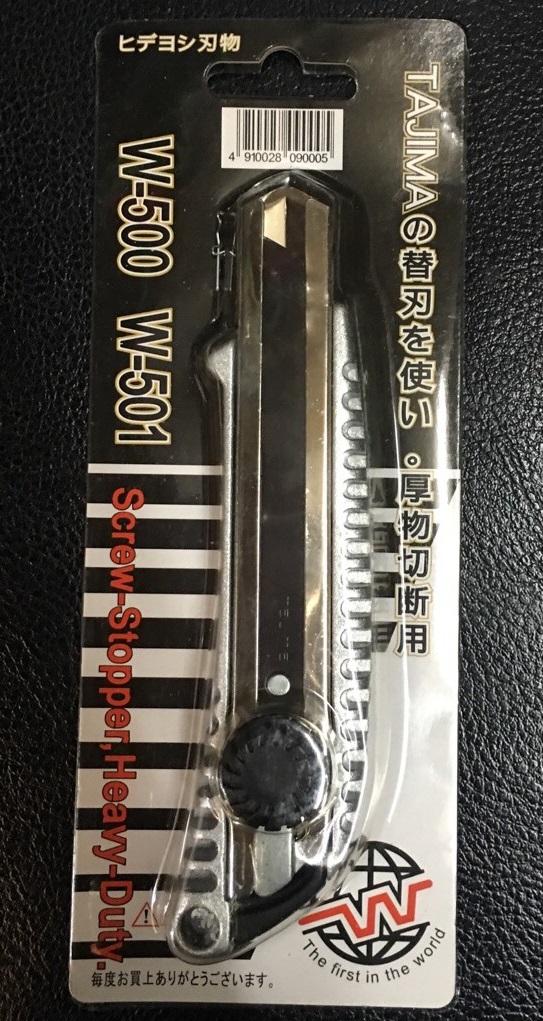 ヒデヨシ刃物
4 910028 090005
TAJIMAの替刃を使い。厚物切断用
W-500 W-501
Screw-Stopper,Heavy-Duty.
W
The first in the world
毎度お買上ありがとうございます。